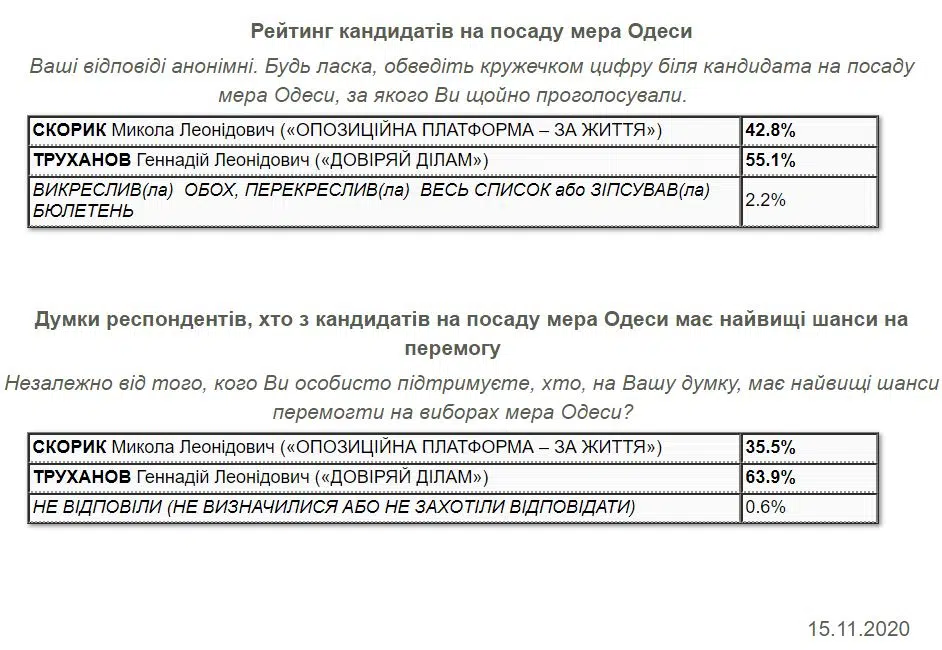 Рейтинг кандидатів на посаду мера Одеси
Ваші відповіді анонімні. Будь ласка, обведіть кружечком цифру біля кандидата на посаду
мера Одеси, за якого Ви щойно проголосували.
СКОРИК Микола Леонідович («ОПОЗИЦІЙНА ПЛАТФОРМА – ЗА ЖИТТЯ») 42.8%
ТРУХАНОВ Геннадій Леонідович («ДОВІРЯЙ ДІЛАМ») 55.1%
ВИКРЕСЛИВ(ла) ОБОХ, ПЕРЕКРЕСЛИВ(ла) ВЕСЬ СПИСОК або ЗІПСУВАВ(ла)
БЮЛЕТЕНЬ 2.2%
Думки респондентів, хто з кандидатів на посаду мера Одеси має найвищі шанси на
перемогу
Незалежно від того, кого Ви особисто підтримуєте, хто, на Вашу думку, має найвищі шанси
перемогти на виборах мера Одеси?
СКОРИК Микола Леонідович («ОПОЗИЦІЙНА ПЛАТФОРМА – ЗА ЖИТТЯ») 35.5%
ТРУХАНОВ Геннадій Леонідович («ДОВІРЯЙ ДІЛАМ») 63.9%
НЕ ВІДПОВІЛИ (НЕ ВИЗНАЧИЛИСЯ АБО НЕ ЗАХОТІЛИ ВІДПОВІДАТИ) 0.6%
15.11.2020